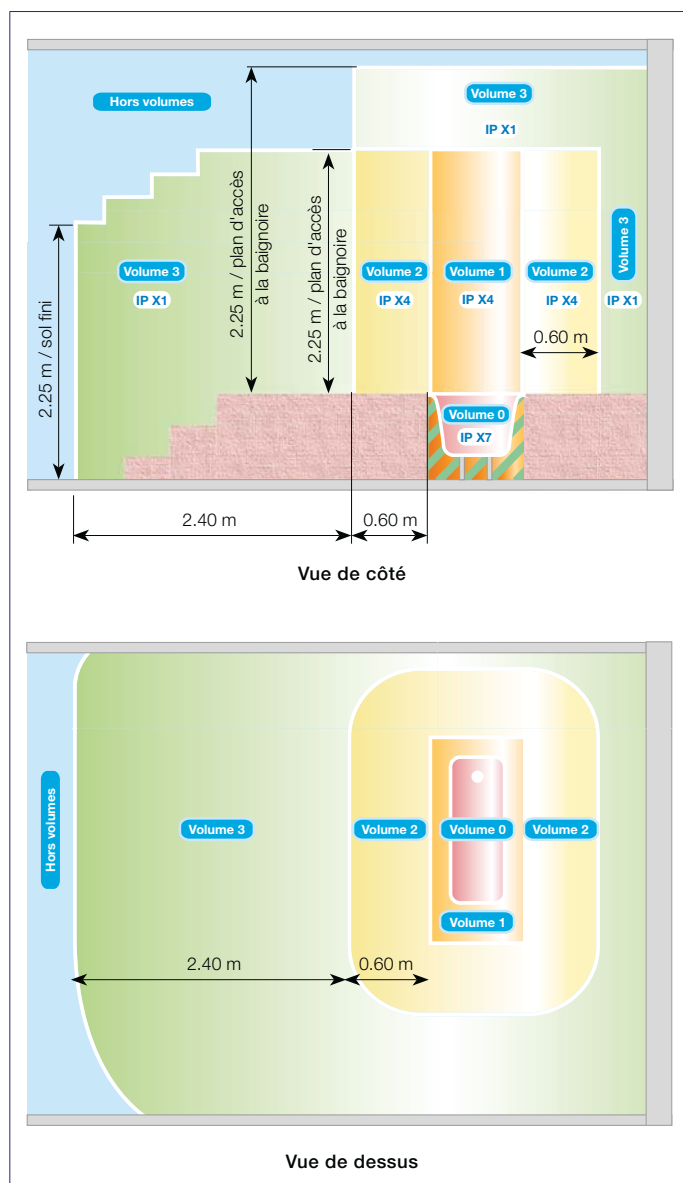 Hors volumes
Volume 3
IP X1
2.25 m / plan d'accès
à la baignoire
2.25 m / plan d'accès
à la baignoire
2.25 m / sol fini
Volume 3
IP X1
Volume 2
IP X4
Volume 1
IP X4
Volume 2
IP X4
Volume 3
IP X1
0.60 m
Volume 0
IP X7
2.40 m
0.60 m
Vue de côté
Hors volumes
Volume 3
Volume 2
Volume 0
Volume 2
Volume 1
2.40 m
0.60 m
Vue de dessus